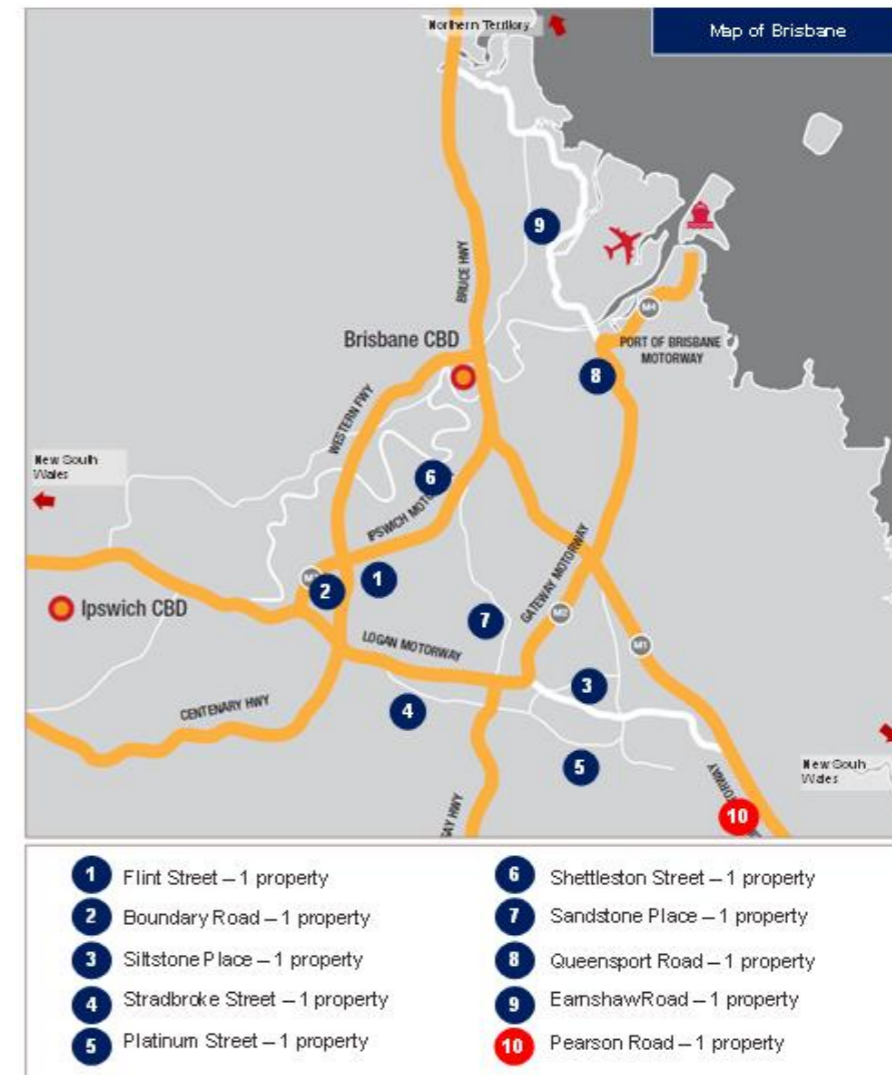 Northern Territory
Map of Brisbane
9
BRUCE HWY
M4
Brisbane CBD
PORT OF BRISBANE
MOTORWAY
8
WESTERN FWY
New South
Wales
6
IPSWICH
1
2
Ipswich CBD
7
GATEWAY MOTORWAY
M2
LOGAN MOTORWAY
M1
3
CENTENARY HWY
4
5
New South
Wales
10
1 Flint Street – 1 property
2 Boundary Road – 1 property
3 Siltstone Place – 1 property
4 Stradbroke Street – 1 property
5 Platinum Street – 1 property
6 Shettleston Street – 1 property
7 Sandstone Place – 1 property
8 Queensport Road – 1 property
9 Earnshaw Road – 1 property
10 Pearson Road – 1 property